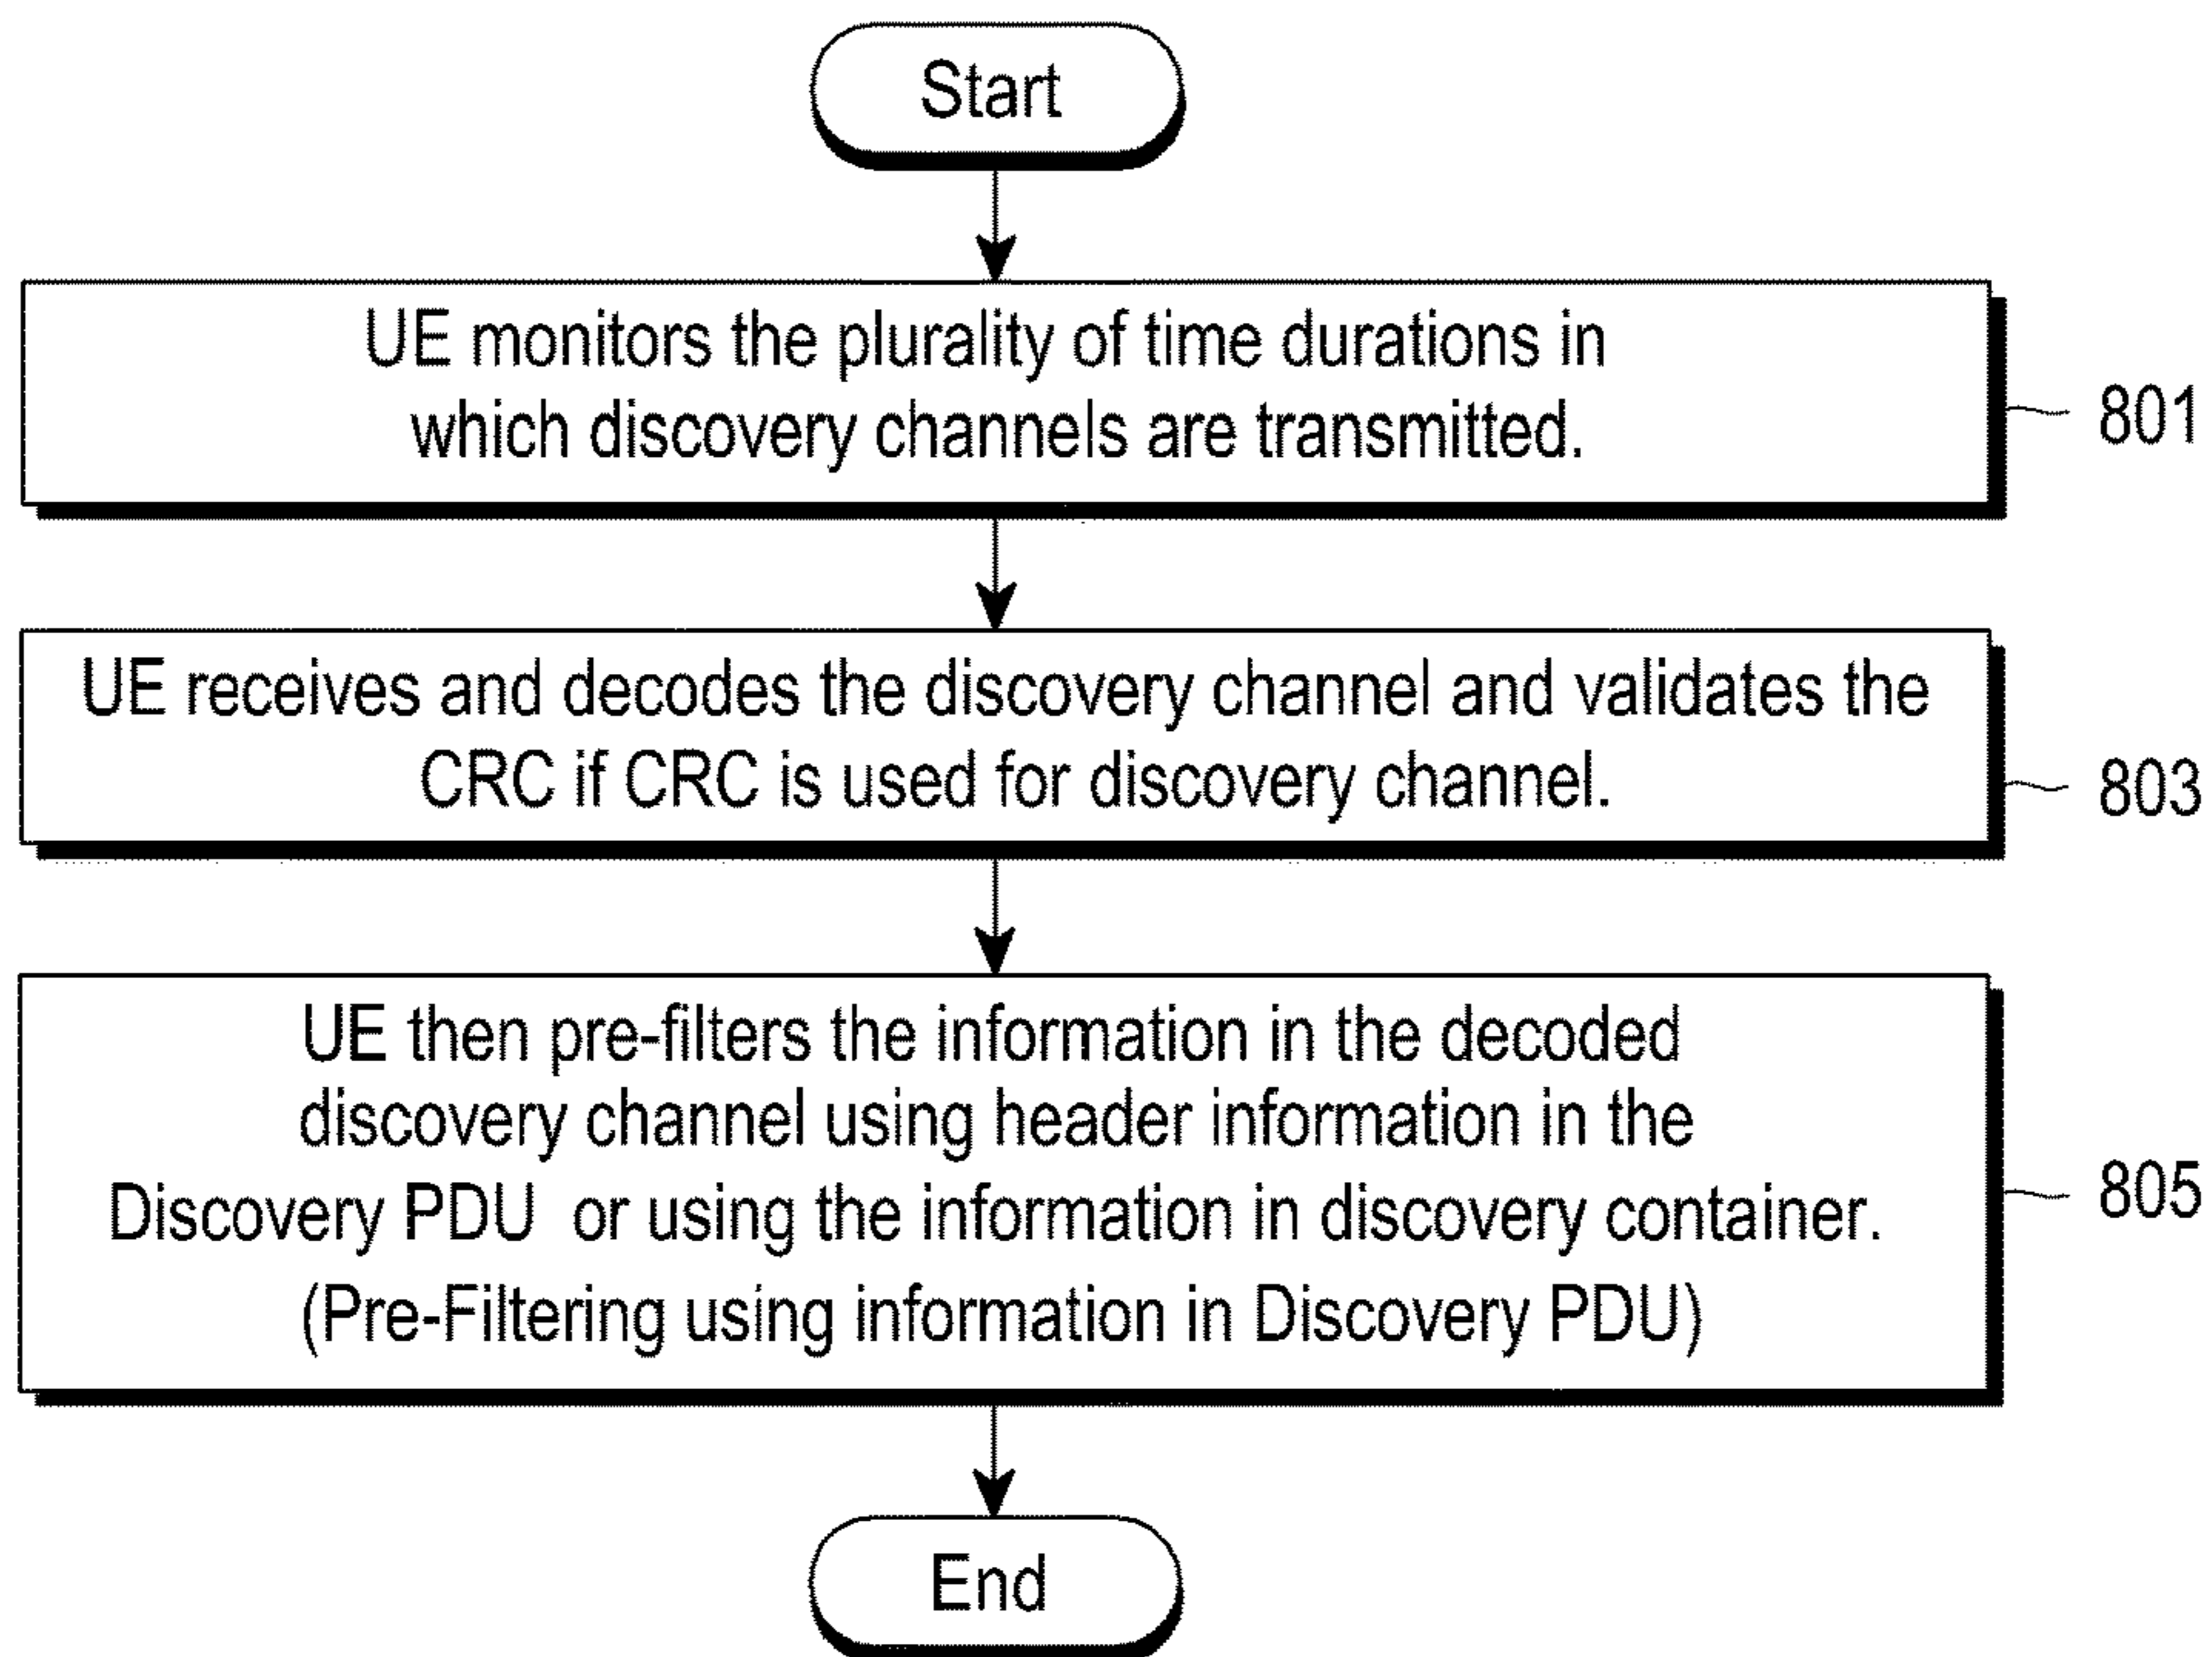 Start
UE monitors the plurality of time durations in
which discovery channels are transmitted.
801
UE receives and decodes the discovery channel and validates the
CRC if CRC is used for discovery channel.
803
UE then pre-filters the information in the decoded
discovery channel using header information in the
Discovery PDU or using the information in discovery container.
(Pre-Filtering using information in Discovery PDU)
805
End